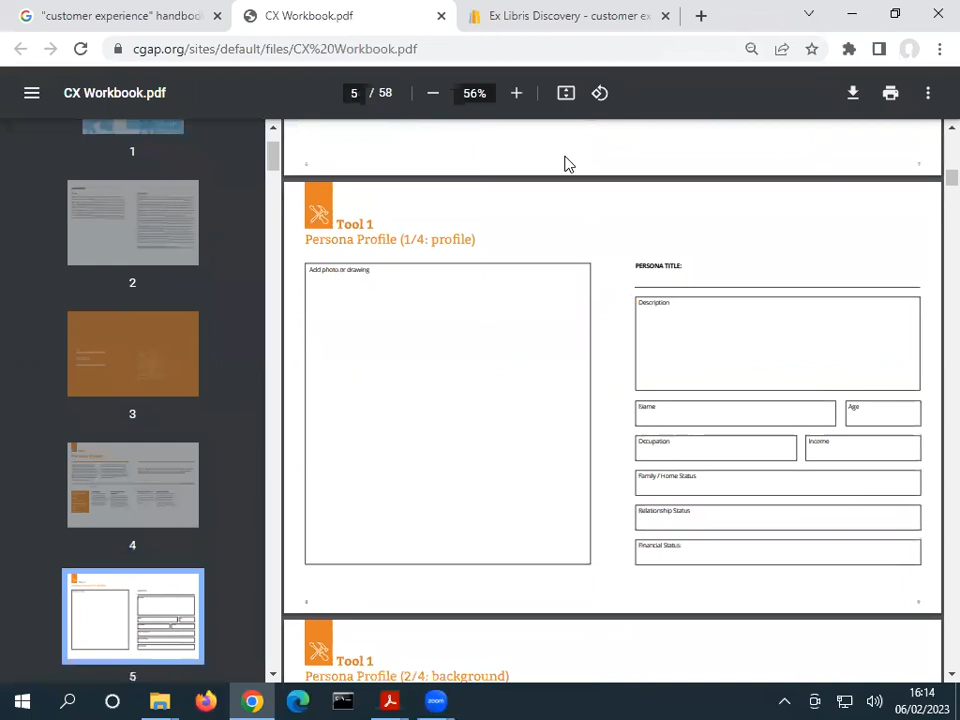 "customer experience" handbook
CX Workbook.pdf
Ex Libris Discovery - customer ex
cgap.org/sites/default/files/CX%20Workbook.pdf
CX Workbook.pdf
5 / 58
56%
1
2
3
4
5
Tool 1
Persona Profile (1/4: profile)
Add photo or drawing
PERSONA TITLE:
Description
Name
Age
Occupation
Income
Family / Home Status
Relationship Status
Financial Status:
Tool 1
Persona Profile (2/4: background)
zoom
16:14
06/02/2023